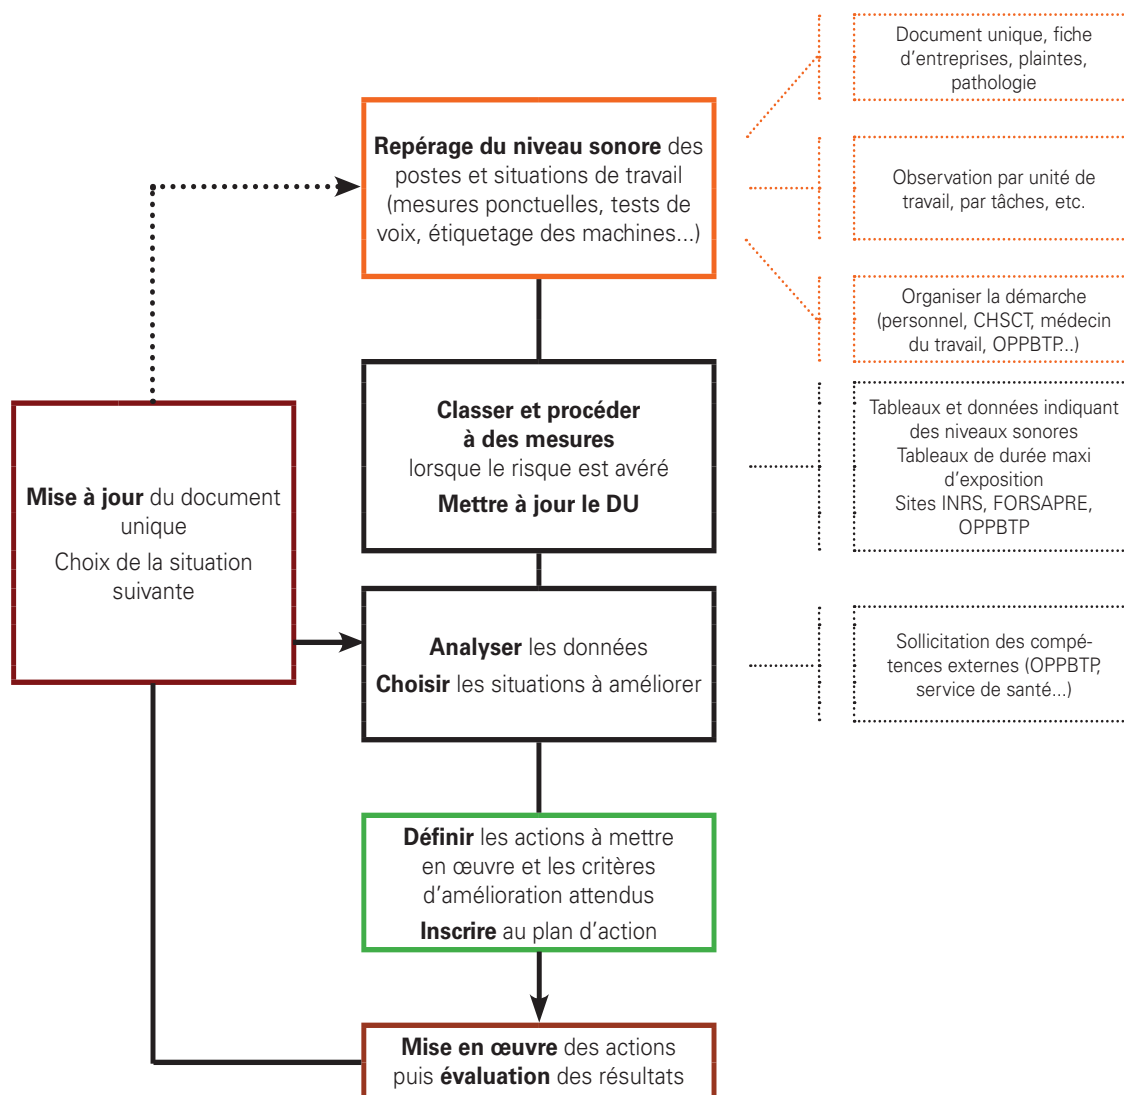 Document unique, fiche
d'entreprises, plaintes,
pathologie
Repérage du niveau sonore des
postes et situations de travail
(mesures ponctuelles, tests de
voix, étiquetage des machines...)
Observation par unité de
travail, par tâches, etc.
Organiser la démarche
(personnel, CHSCT, médecin
du travail, OPPBTP...)
Classer et procéder
à des mesures
lorsque le risque est avéré
Mettre à jour le DU
Tableaux et données indiquant
des niveaux sonores
Tableaux de durée maxi
d'exposition
Sites INRS, FORSAPRE,
OPPBTP
Mise à jour du document
unique
Choix de la situation
suivante
Analyser les données
Choisir les situations à améliorer
Sollicitation des compé-
tences externes (OPPBTP,
service de santé...)
Définir les actions à mettre
en œuvre et les critères
d'amélioration attendus
Inscrire au plan d'action
Mise en œuvre des actions
puis évaluation des résultats